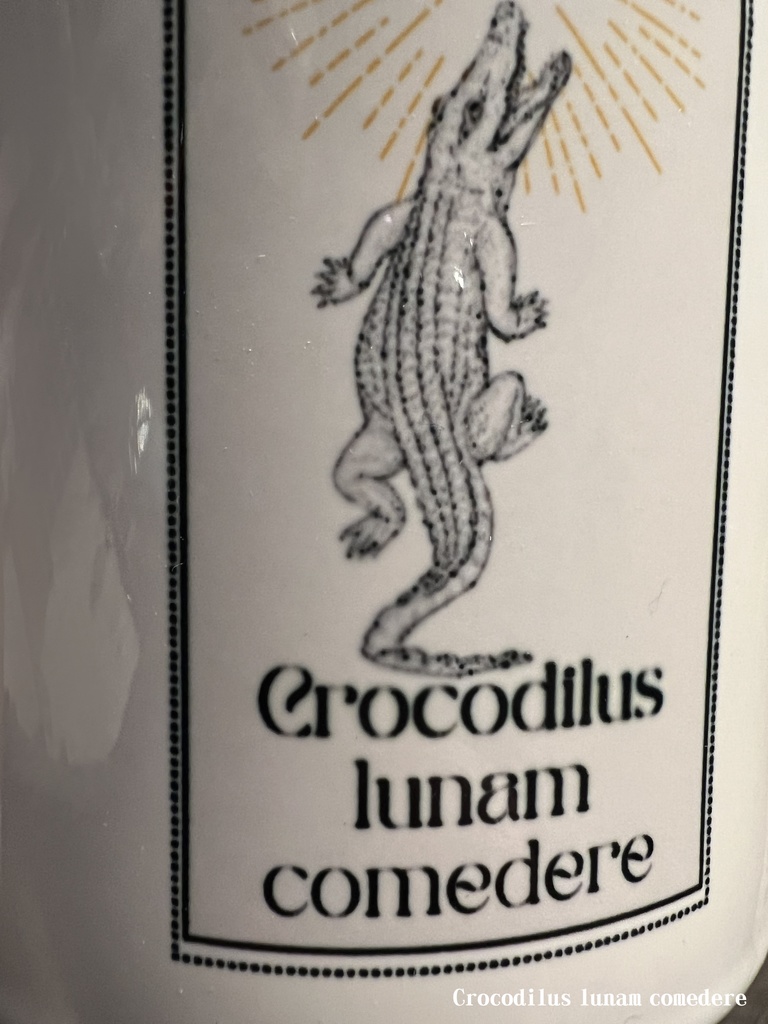 Crocodilus
lunam
comedere
Crocodilus lunam comedere